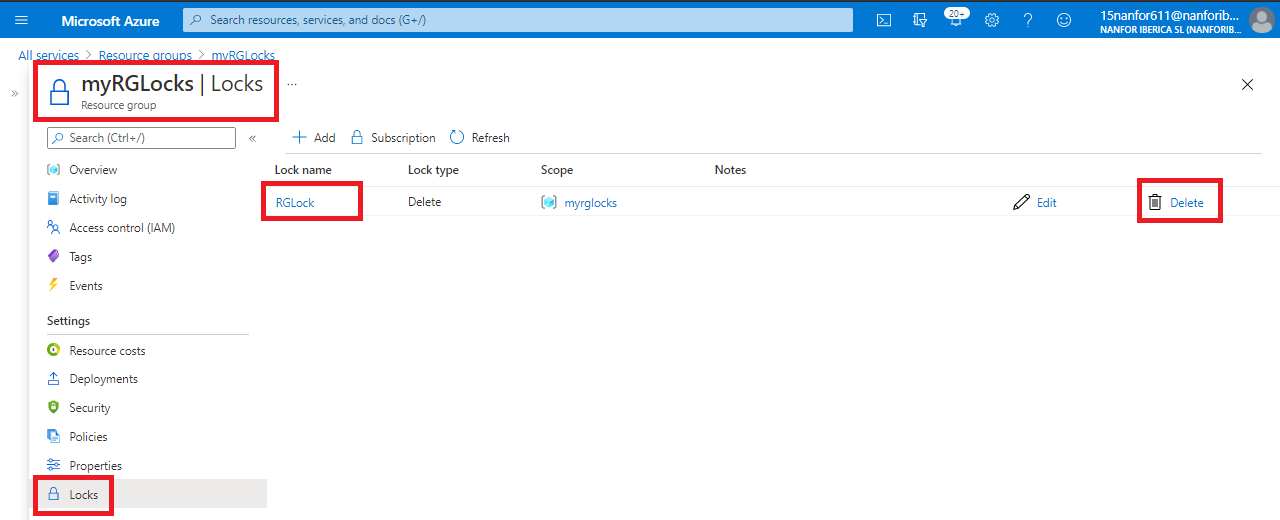 Microsoft Azure
Search resources, services, and docs (G+/)
20+
15nanfor611@nanforib...
NANFOR IBERICA SL (NANFORIB...
All services > Resource groups > myRGLocks
myRGLocks | Locks
...
Resource group
Search (Ctrl+/)
Add
Subscription
Refresh
Overview
Activity log
Access control (IAM)
Tags
Events
Settings
Resource costs
Deployments
Security
Policies
Properties
Locks
Lock name Lock type Scope Notes
RGLock Delete myrglocks Edit Delete